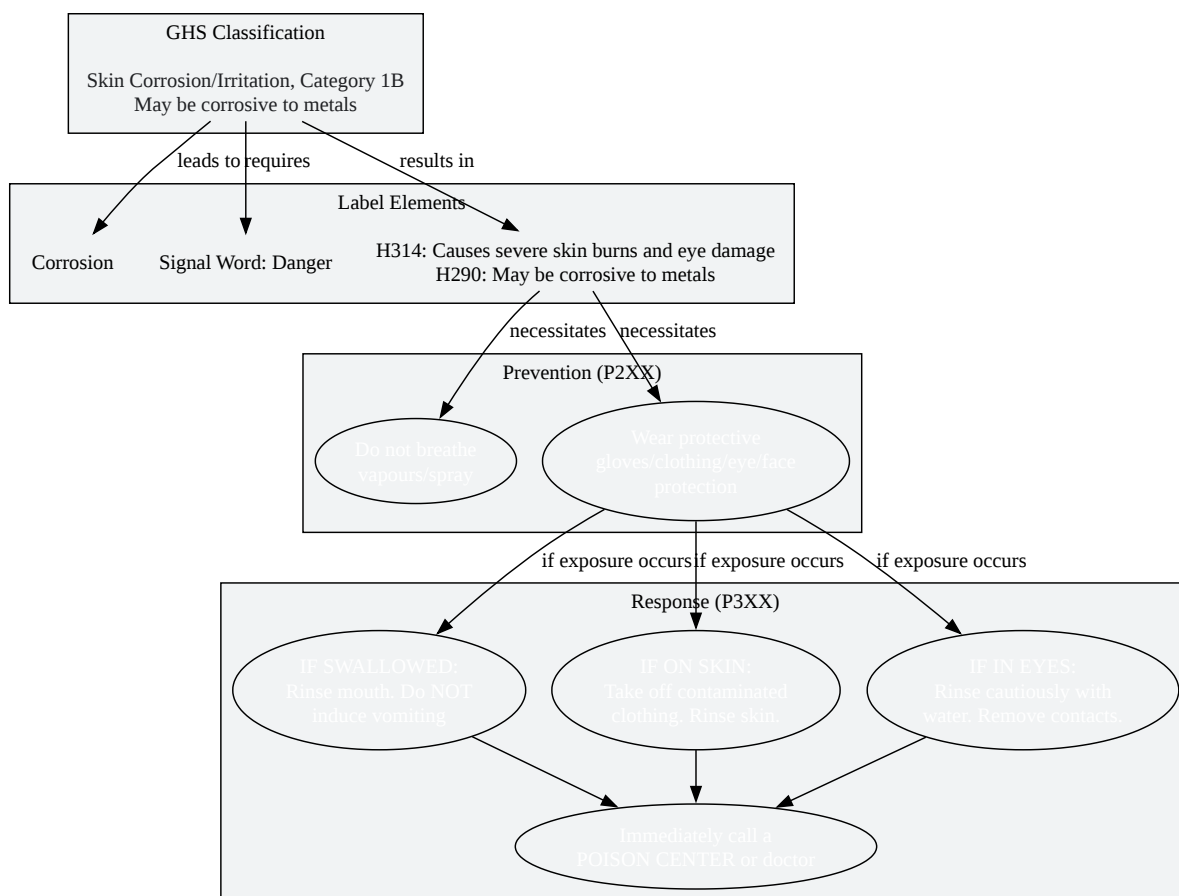 GHS Classification
Skin Corrosion/Irritation, Category 1B
May be corrosive to metals
leads to
requires
results in
Label Elements
Corrosion
Signal Word: Danger
H314: Causes severe skin burns and eye damage
H290: May be corrosive to metals
necessitates
necessitates
Prevention (P2XX)
Do not breathe
vapours/spray
Wear protective
gloves/clothing/eye/face
protection
if exposure occurs
if exposure occurs
if exposure occurs
Response (P3XX)
IF SWALLOWED:
Rinse mouth. Do NOT
induce vomiting
IF ON SKIN:
Take off contaminated
clothing. Rinse skin.
IF IN EYES:
Rinse cautiously with
water. Remove contacts.
Immediately call a
POISON CENTER or doctor